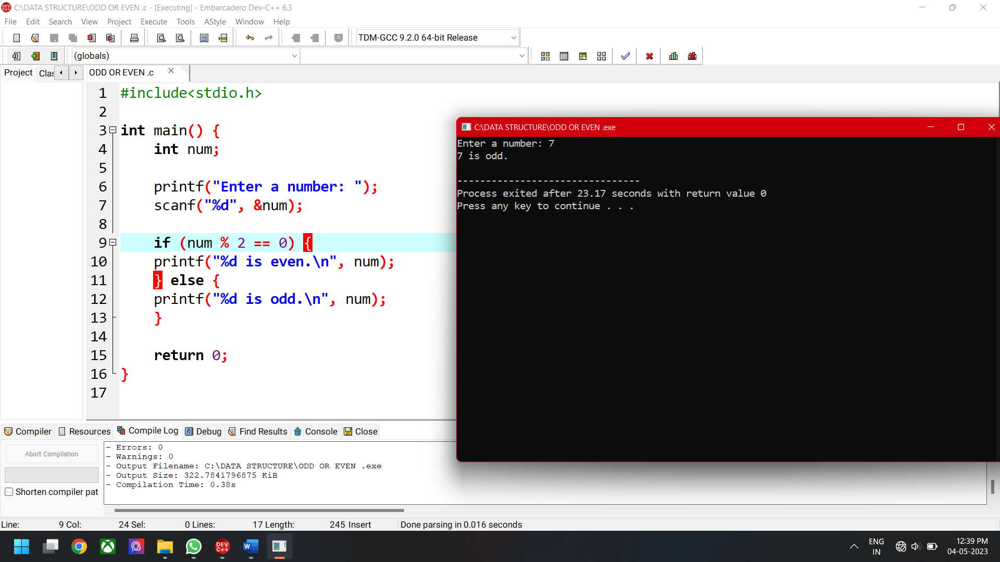 C:\DATA STRUCTURE\ODD OR EVEN .c - [Executing] - Embarcadero Dev-C++ 6.3
File Edit Search View Project Execute Tools AStyle Window Help
TDM-GCC 9.2.0 64-bit Release
(globals)
Project Clas
ODD OR EVEN .c
1 #include<stdio.h>
2
3 int main() {
4 int num;
5
6 printf("Enter a number: ");
7 scanf("%d", &num);
8
9 if (num % 2 == 0) {
10 printf("%d is even.\n", num);
11 } else {
12 printf("%d is odd.\n", num);
13 }
14
15 return 0;
16 }
17
C:\DATA STRUCTURE\ODD OR EVEN .exe
Enter a number: 7
7 is odd.
--------------------------------
Process exited after 23.17 seconds with return value 0
Press any key to continue . . .
Compiler Resources Compile Log Debug Find Results Console Close
Abort Compilation
Shorten compiler pat
- Errors: 0
- Warnings: 0
- Output Filename: C:\DATA STRUCTURE\ODD OR EVEN .exe
- Output Size: 322.7841796875 KiB
- Compilation Time: 0.38s
Line: 9 Col: 24 Sel: 0 Lines: 17 Length: 245 Insert Done parsing in 0.016 seconds
DEV C++
W
ENG
IN
12:39 PM
04-05-2023